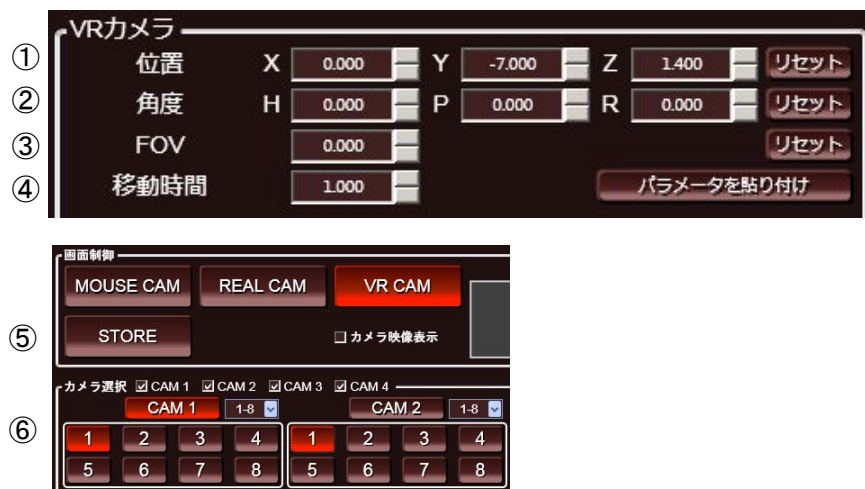 VRカメラ
① 位置 X 0.000 Y -7.000 Z 1.400 リセット
② 角度 H 0.000 P 0.000 R 0.000 リセット
③ FOV 0.000 リセット
④ 移動時間 1.000 パラメータを貼り付け
画面制御
MOUSE CAM REAL CAM VR CAM
⑤ STORE カメラ映像表示
カメラ選択 CAM 1 CAM 2 CAM 3 CAM 4
CAM 1 1-8 CAM 2 1-8
⑥ 1 2 3 4 1 2 3 4
5 6 7 8 5 6 7 8